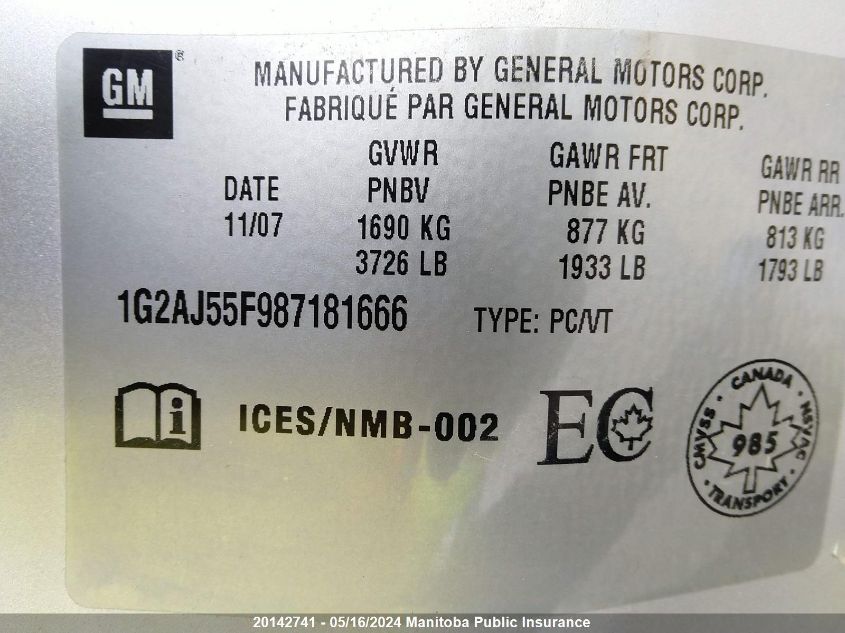 GM®
MANUFACTURED BY GENERAL MOTORS CORP.
FABRIQUÉ PAR GENERAL MOTORS CORP.
GVWR GAWR FRT GAWR RR
DATE PNBV PNBE AV. PNBE ARR.
11/07 1690 KG 877 KG 813 KG
3726 LB 1933 LB 1793 LB
1G2AJ55F987181666 TYPE: PC/VT
i ICES/NMB-002 EC
CANADA
CMVSS 985 NSVAC
TRANSPORT
20142741 - 05/16/2024 Manitoba Public Insurance